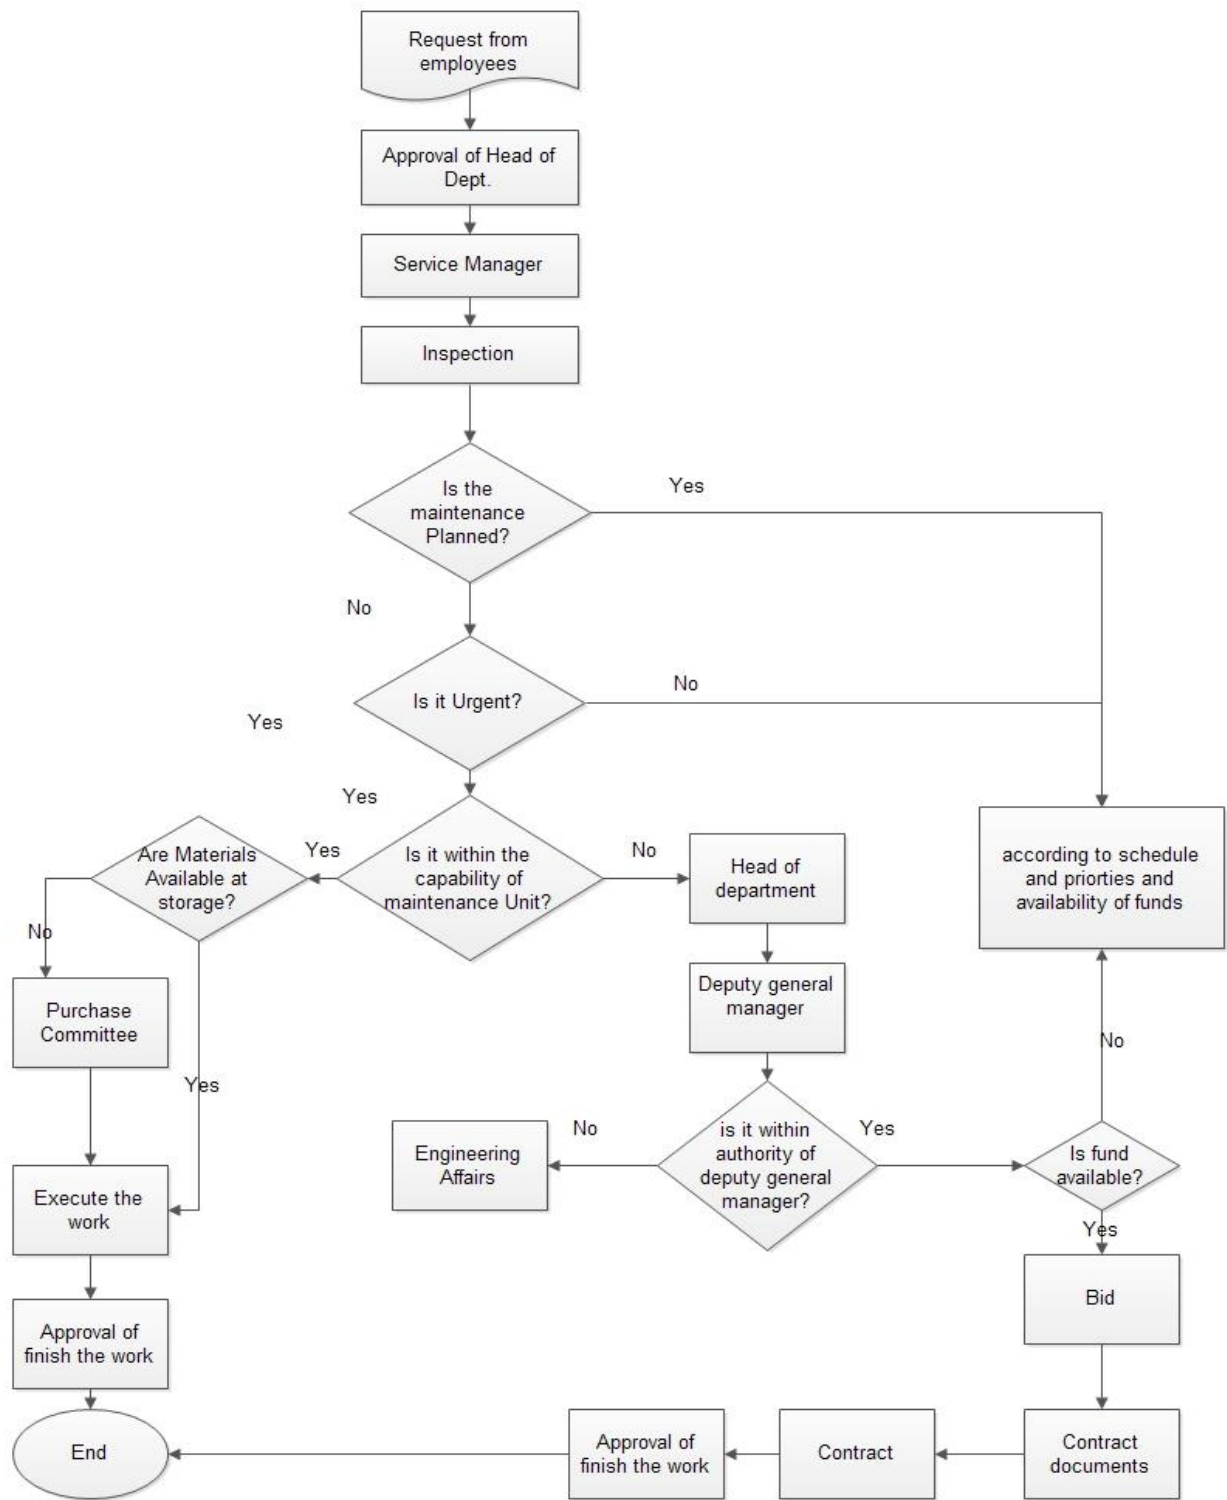 Request from
employees
Approval of Head of
Dept.
Service Manager
Inspection
Is the
maintenance
Planned?
Yes
No
Is it Urgent?
No
Yes
Yes
Are Materials
Available at
storage?
Yes
Is it within the
capability of
maintenance Unit?
No
Head of
department
according to schedule
and priorties and
availability of funds
No
Purchase
Committee
Deputy general
manager
No
Yes
Engineering
Affairs
No
is it within
authority of
deputy general
manager?
Yes
Is fund
available?
Execute the
work
Yes
Bid
Approval of
finish the work
End
Approval of
finish the work
Contract
Contract
documents